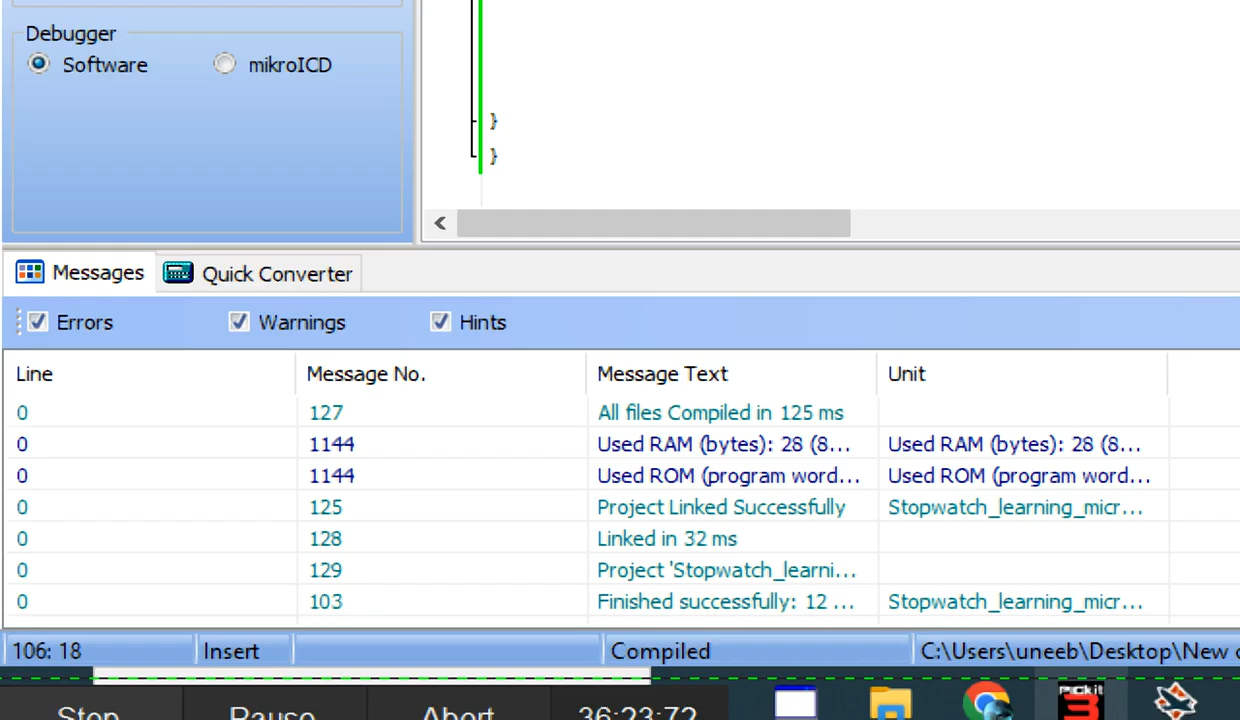 Debugger
Software mikroICD
}
}
Messages Quick Converter
Errors Warnings Hints
Line Message No. Message Text Unit
0 127 All files Compiled in 125 ms
0 1144 Used RAM (bytes): 28 (8... Used RAM (bytes): 28 (8...
0 1144 Used ROM (program word... Used ROM (program word...
0 125 Project Linked Successfully Stopwatch_learning_micr...
0 128 Linked in 32 ms
0 129 Project 'Stopwatch_learni...
0 103 Finished successfully: 12 ... Stopwatch_learning_micr...
106: 18 Insert Compiled C:\Users\uneeb\Desktop\New
Stop Pause Abort 36:23:72 PICkit 3